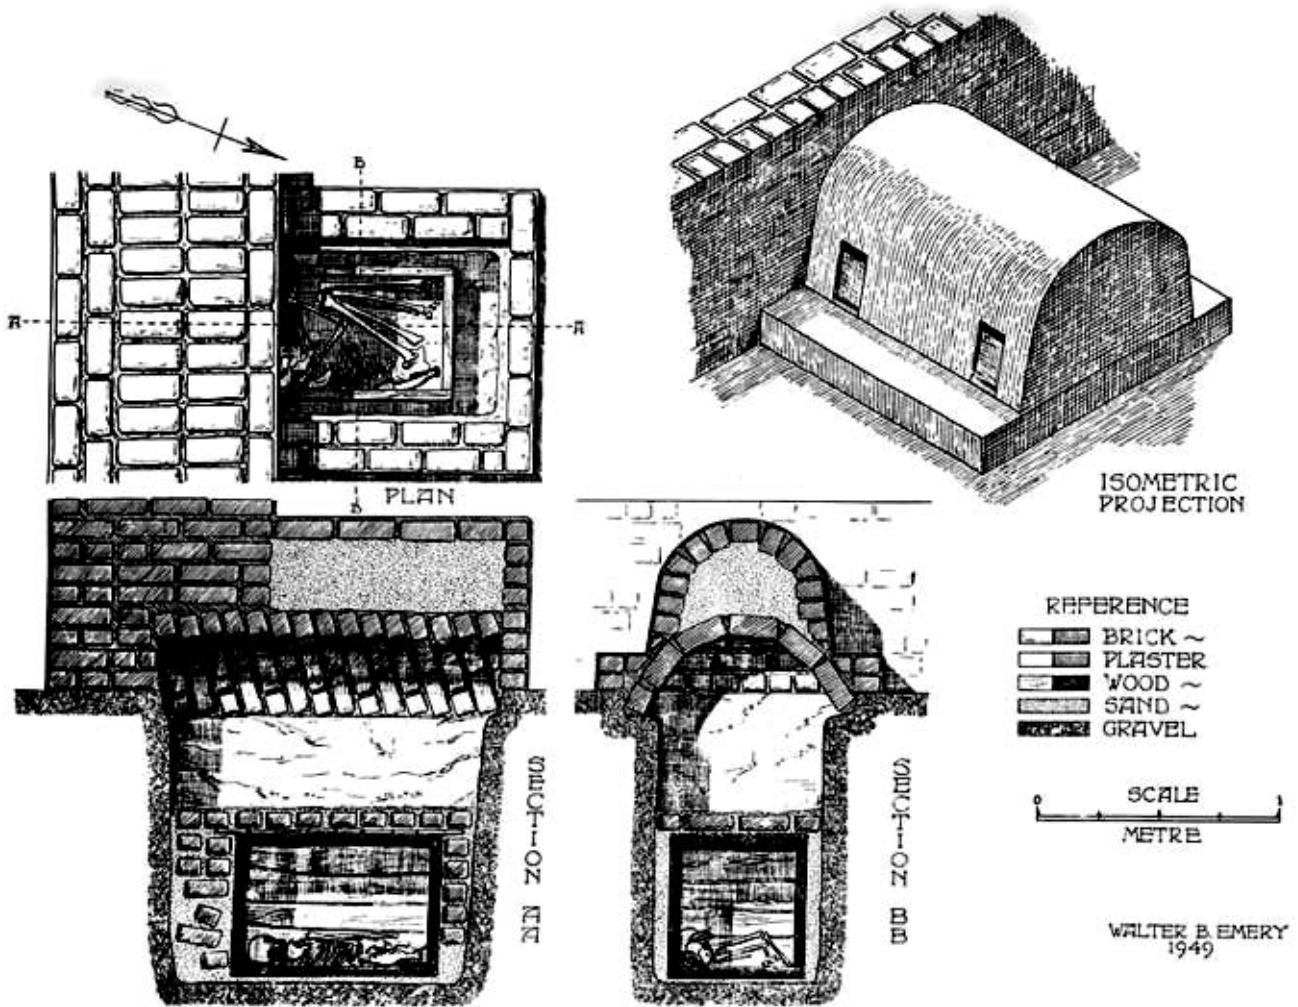 B
A
A
PLAN
B
ISOMETRIC
PROJECTION
SECTION AA
SECTION BB
REFERENCE
BRICK ~
PLASTER
WOOD ~
SAND ~
GRAVEL
SCALE
0 1
METRE
WALTER B. EMERY
1949